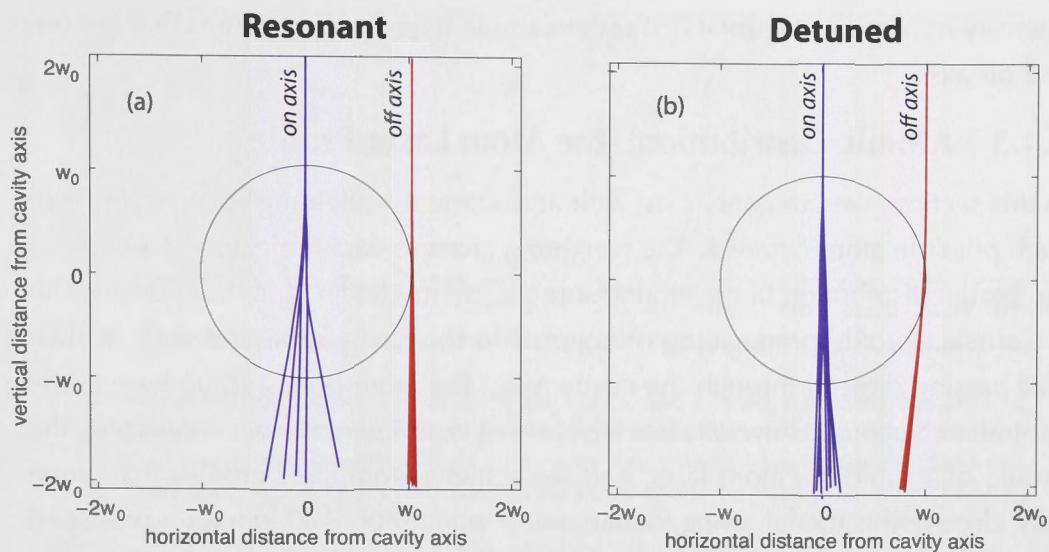 Resonant
Detuned
2w₀
w₀
0
−w₀
−2w₀
vertical distance from cavity axis
(a)
on axis
off axis
−2w₀
−w₀
0
w₀
2w₀
horizontal distance from cavity axis
(b)
on axis
off axis
−2w₀
−w₀
0
w₀
2w₀
horizontal distance from cavity axis